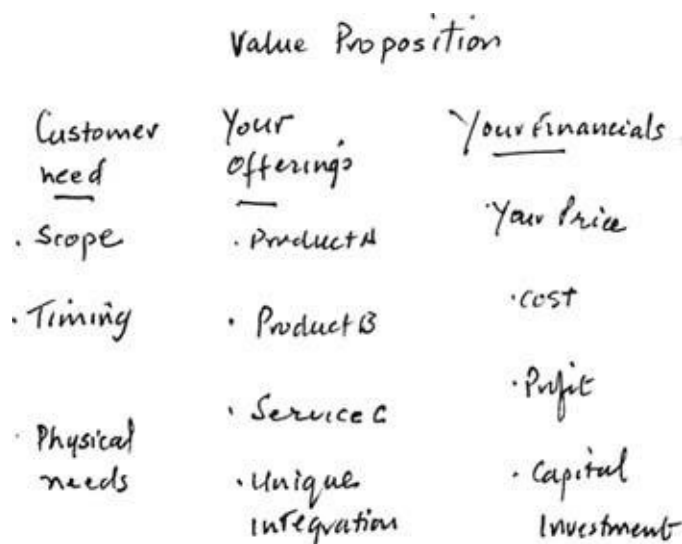 Value Proposition
Customer
need
· Scope
· Timing
· Physical
needs
Your
Offerings
· Product A
· Product B
· Service C
· Unique
Integration
Your Financials
· Your Price
· Cost
· Profit
· Capital
Investment